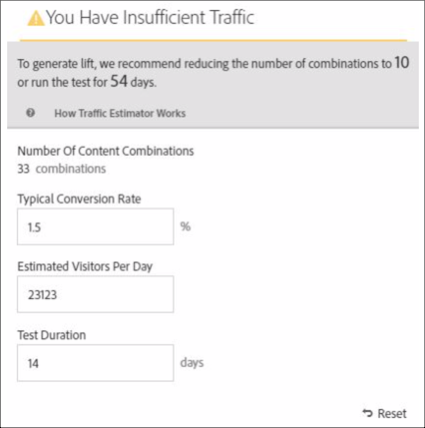 You Have Insufficient Traffic
To generate lift, we recommend reducing the number of combinations to 10
or run the test for 54 days.
How Traffic Estimator Works
Number Of Content Combinations
33 combinations
Typical Conversion Rate
1.5 %
Estimated Visitors Per Day
23123
Test Duration
14 days
Reset